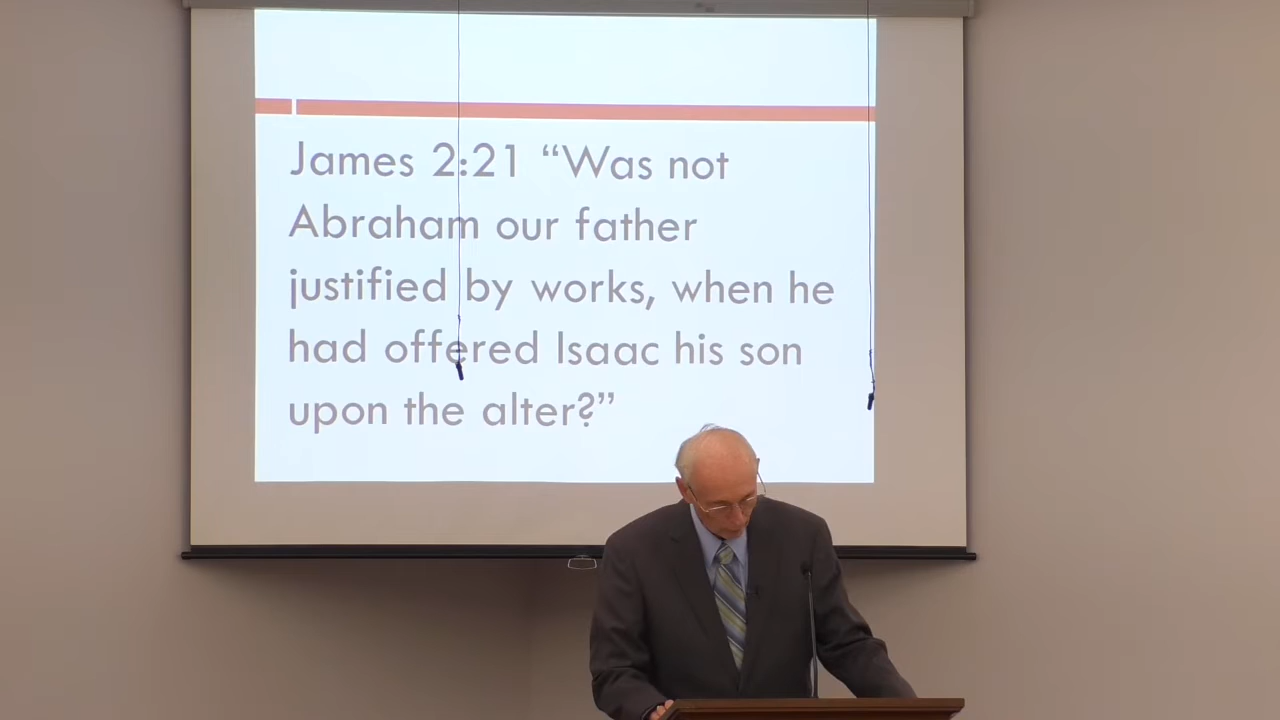 James 2:21 “Was not
Abraham our father
justified by works, when he
had offered Isaac his son
upon the alter?”